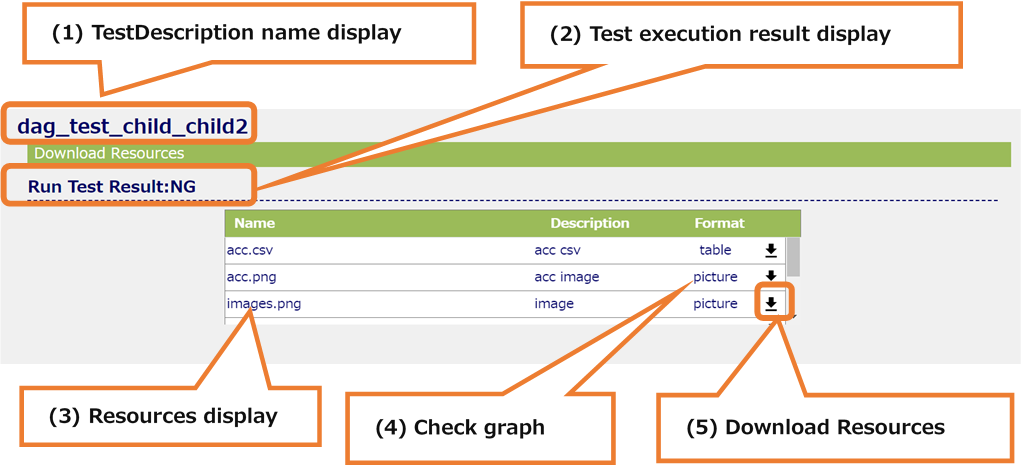 (1) TestDescription name display
(2) Test execution result display
dag_test_child_child2
Download Resources
Run Test Result:NG
Name Description Format
acc.csv acc csv table
acc.png acc image picture
images.png image picture
(3) Resources display
(4) Check graph
(5) Download Resources